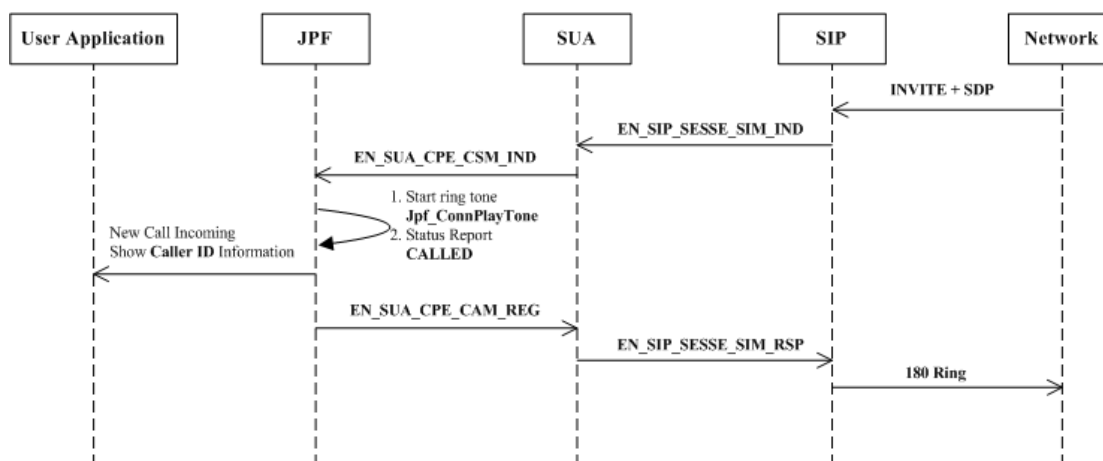 User Application
JPF
SUA
SIP
Network
INVITE + SDP
EN_SIP_SESSE_SIM_IND
EN_SUA_CPE_CSM_IND
1. Start ring tone
Jpf_ConnPlayTone
2. Status Report
CALLED
New Call Incoming
Show Caller ID Information
EN_SUA_CPE_CAM_REG
EN_SIP_SESSE_SIM_RSP
180 Ring